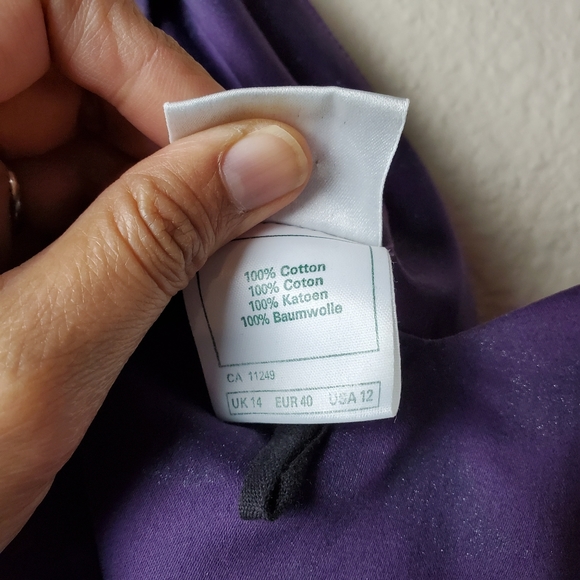 100% Cotton
100% Coton
100% Katoen
100% Baumwolle
CA 11249
UK 14 EUR 40 USA 12